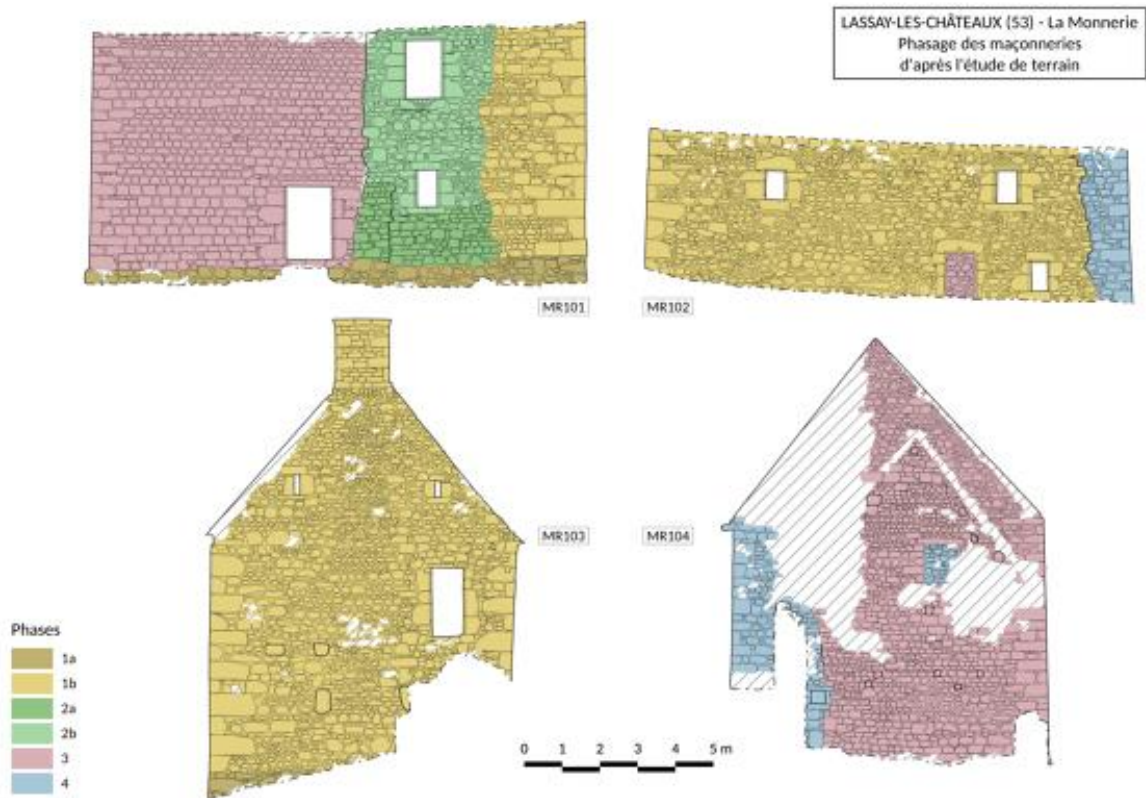 LASSAY-LES-CHÂTEAUX (53) - La Monnerie
Phasage des maçonneries
d'après l'étude de terrain
MR101
MR102
MR103
MR104
Phases
1a
1b
2a
2b
3
4
0 1 2 3 4 5 m